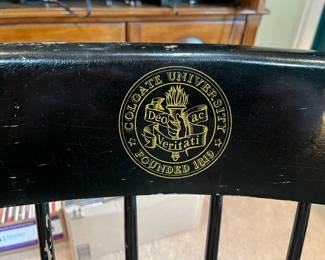 COLGATE UNIVERSITY
Deo ac
Veritati
FOUNDED 1819